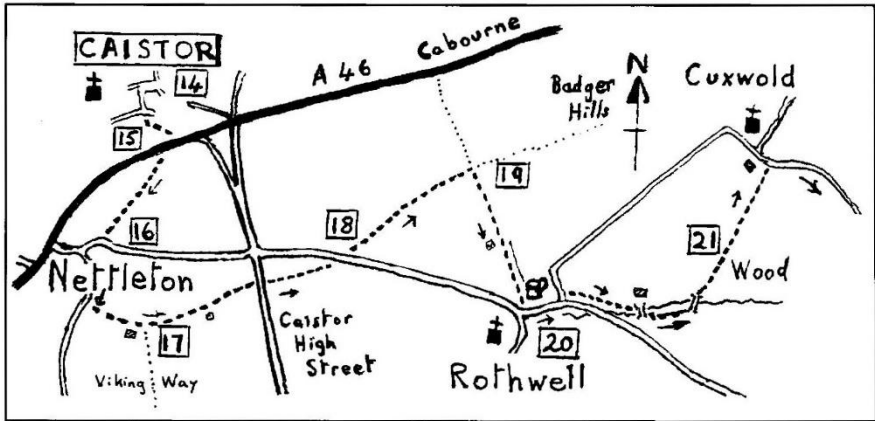 CAISTOR
14
A 46
Cabourne
Badger
Hills
N
Cuxwold
15
19
16
18
21
Nettleton
Wood
17
Caistor
High
Street
20
Viking Way
Rothwell